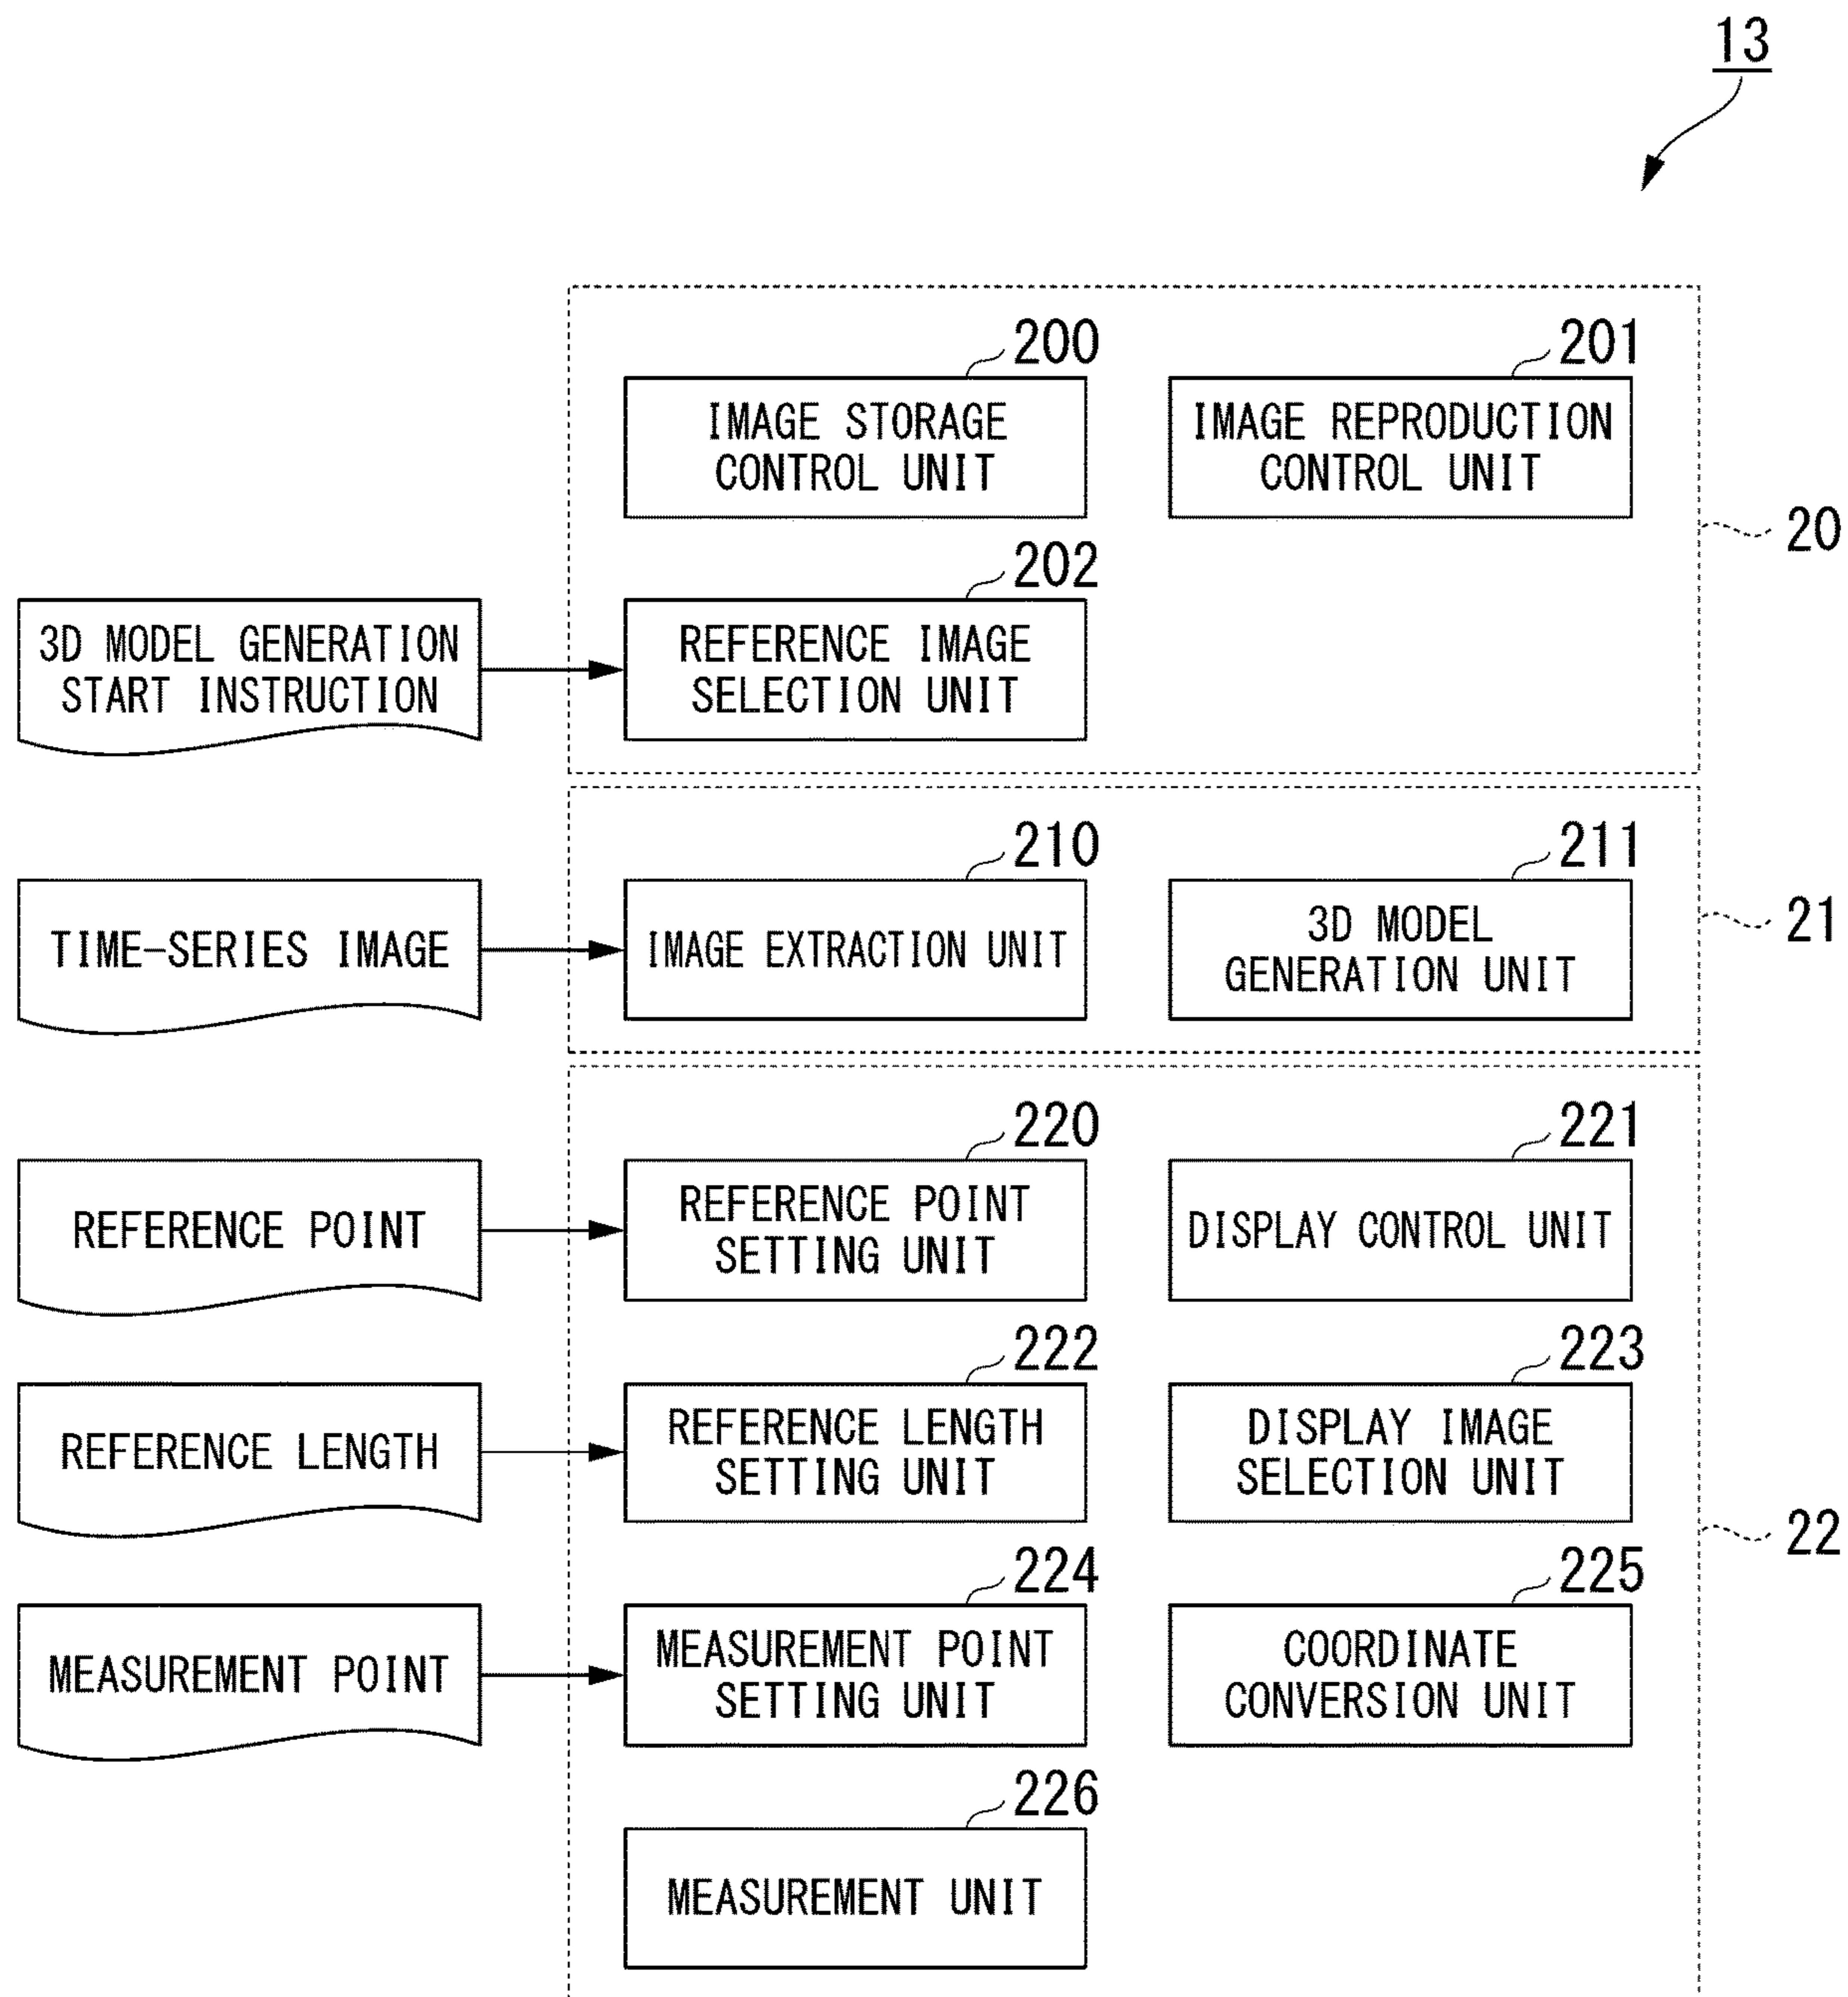 13
200
201
IMAGE STORAGE
CONTROL UNIT
IMAGE REPRODUCTION
CONTROL UNIT
20
202
3D MODEL GENERATION
START INSTRUCTION
REFERENCE IMAGE
SELECTION UNIT
210
211
TIME-SERIES IMAGE
IMAGE EXTRACTION UNIT
3D MODEL
GENERATION UNIT
21
220
221
REFERENCE POINT
REFERENCE POINT
SETTING UNIT
DISPLAY CONTROL UNIT
222
223
REFERENCE LENGTH
REFERENCE LENGTH
SETTING UNIT
DISPLAY IMAGE
SELECTION UNIT
22
224
225
MEASUREMENT POINT
MEASUREMENT POINT
SETTING UNIT
COORDINATE
CONVERSION UNIT
226
MEASUREMENT UNIT